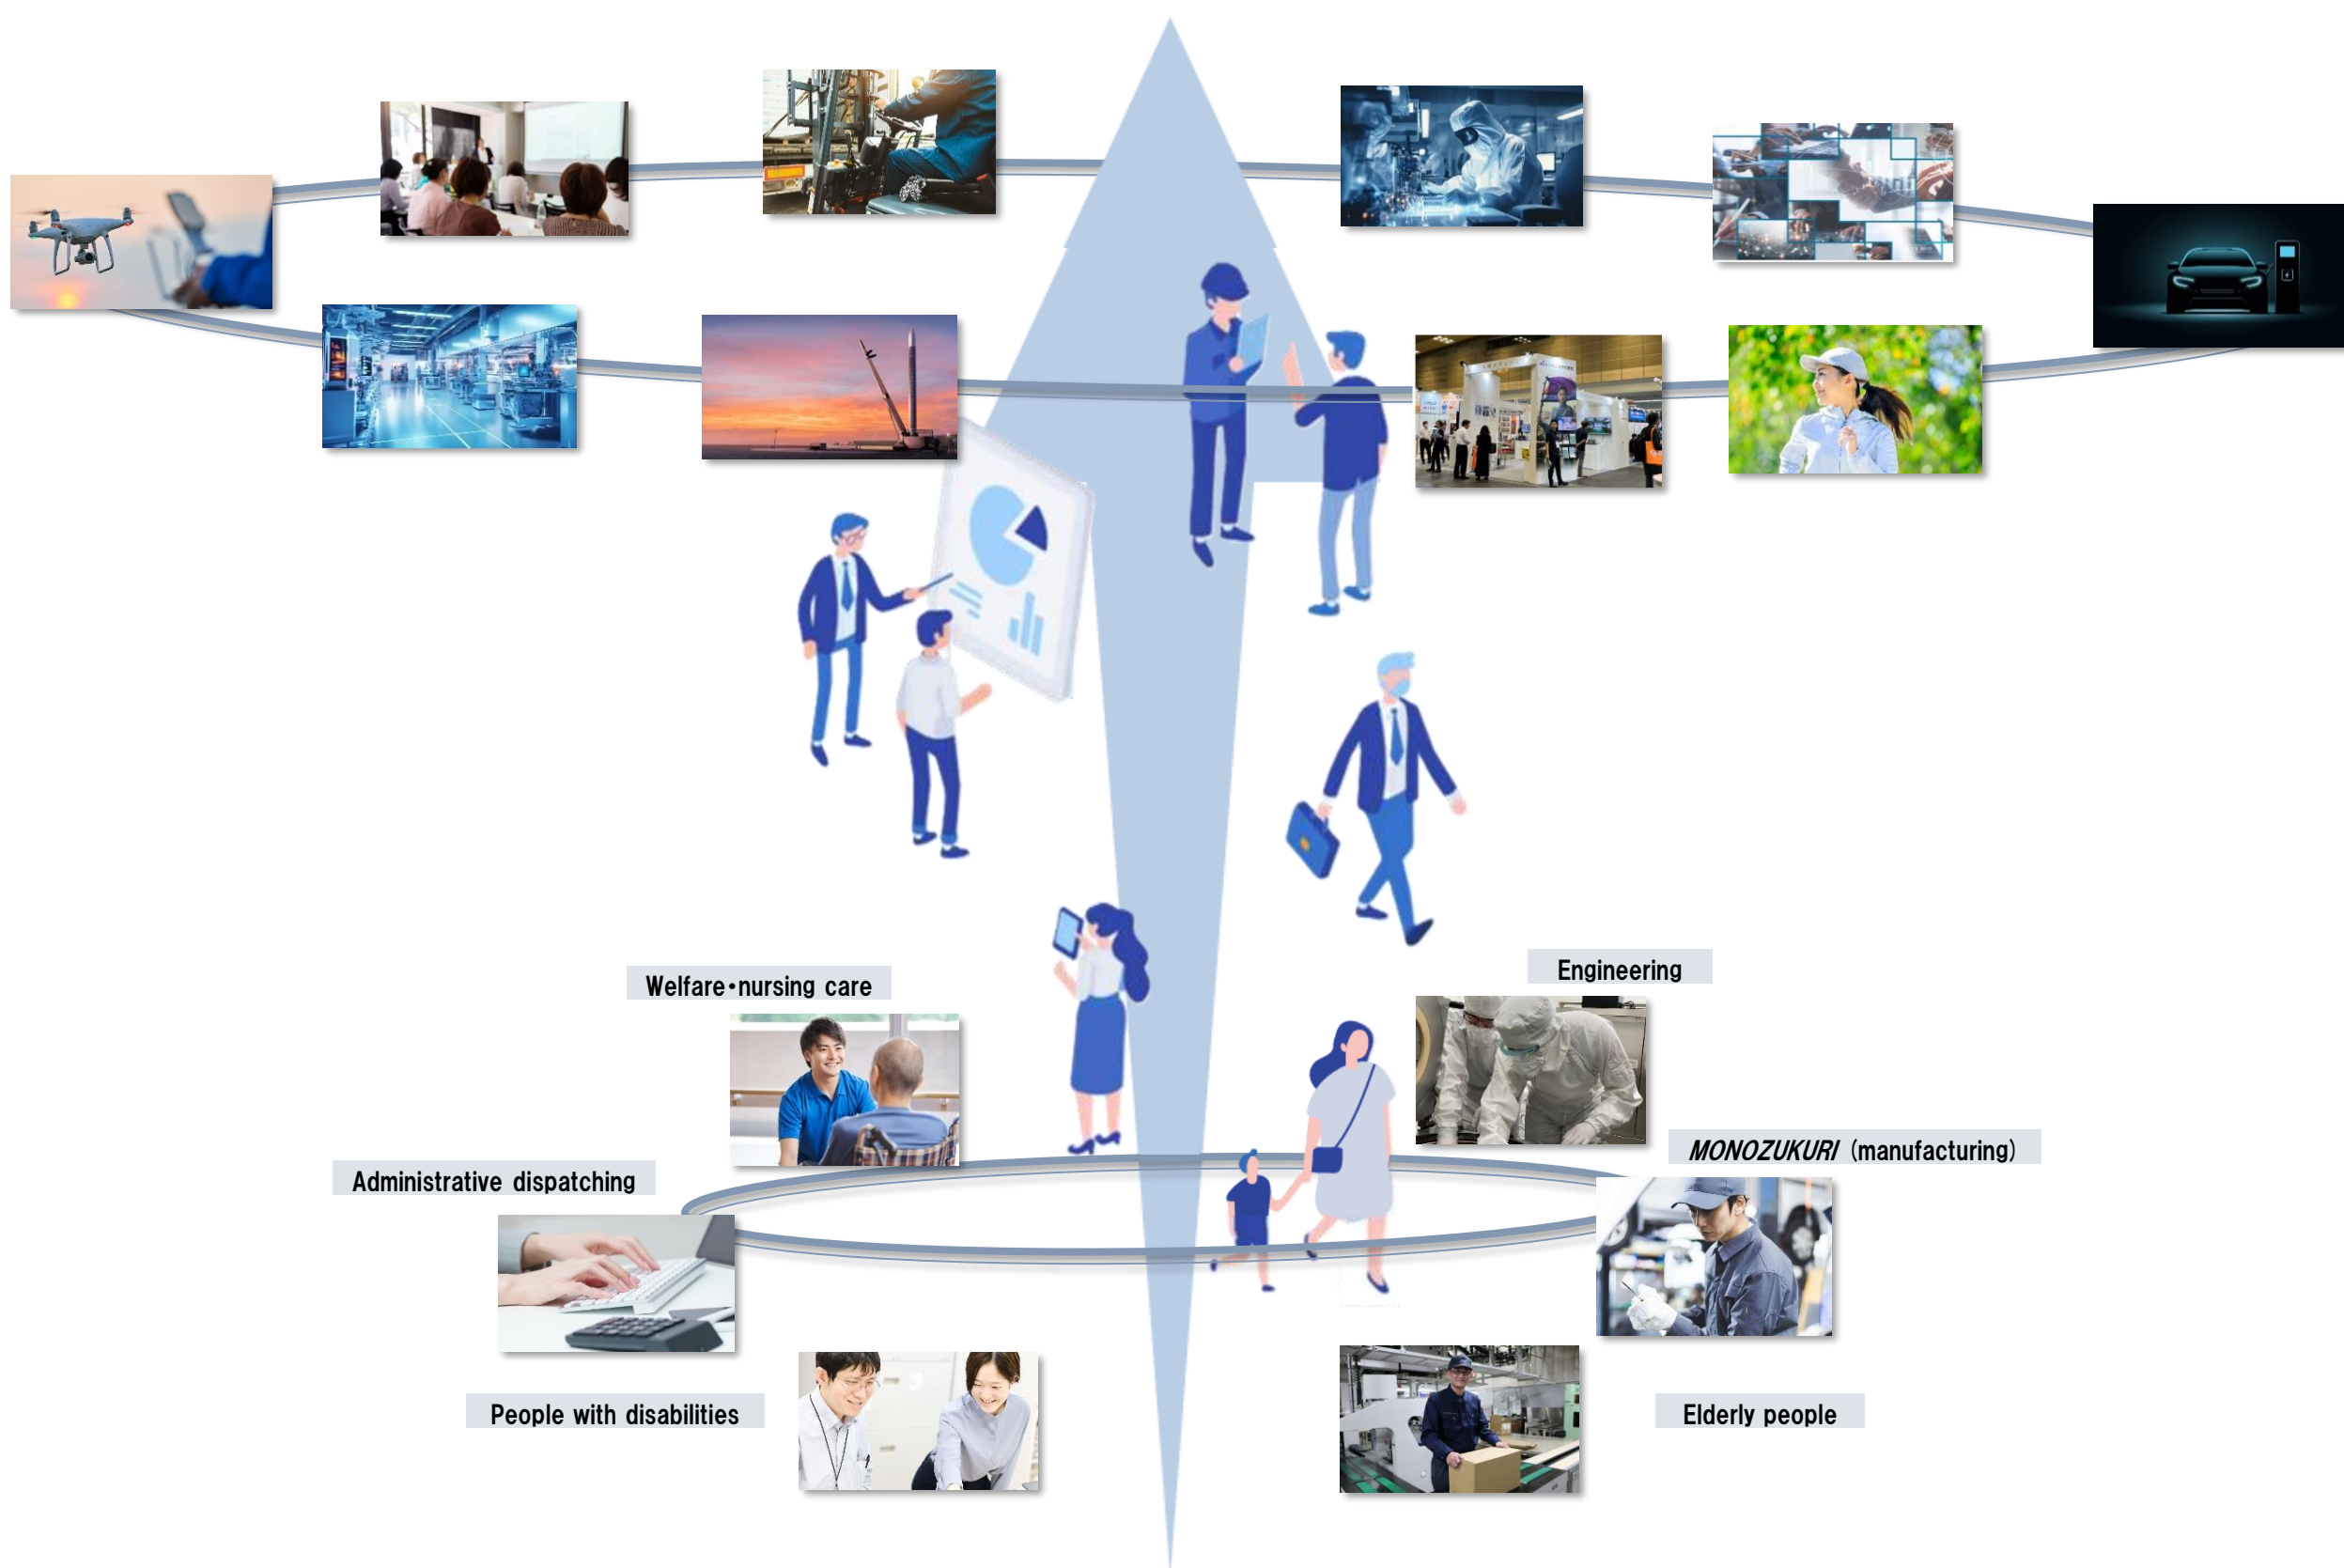 Engineering
Welfare・nursing care
MONOZUKURI (manufacturing)
Administrative dispatching
People with disabilities
Elderly people